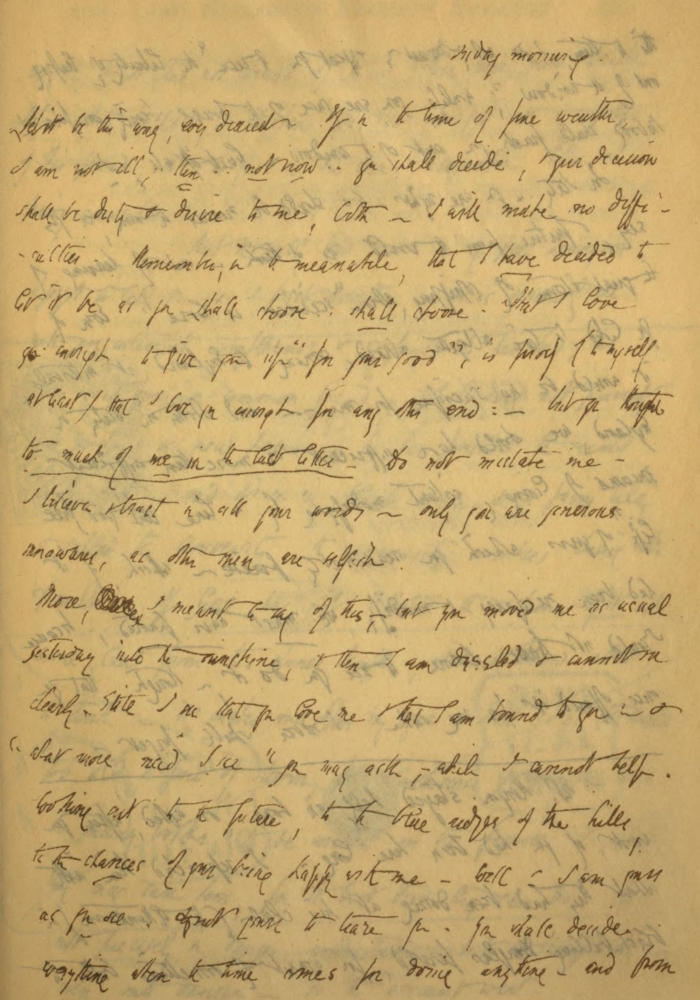 Friday morning.
Let it be this way, ever dearest. If in the time of fine weather,
I am not ill, .. then .. not now .. you shall decide, & your decision
shall be duty & desire to me, both — I will make no diffi-
-culties. Remember, in the meanwhile, that I have decided to
let it be as you shall choose .. shall choose. That I love
you enough to give you up "for your good", is proof (to myself
at least) that I love you enough for any other end: — but you thought
too much of me in the last letter. Do not mistake me —
I believe & trust in all your words — only you are generous
unawares, as other men are selfish.
More, I meant to say of this, — but you moved me as usual
yesterday into the sunshine, & then I am dazzled & cannot see
clearly. Still I see that you love me & that I am bound to you: — &
"what more need I see" you may ask, — while I cannot help
looking out to the future, to the blue ridges of the hills,
to the chances of your being happy with me — Well! I am yours
as you see .. & not yours to teaze you. You shall decide
everything when the time comes for doing anything — and from